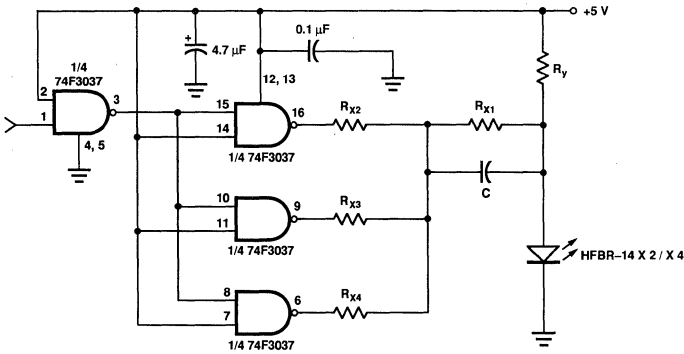 +5 V
4.7 µF
+
0.1 µF
12, 13
Ry
1/4
74F3037
2
1
3
4, 5
15
14
16
RX2
RX1
1/4 74F3037
C
10
11
9
RX3
1/4 74F3037
HFBR–14 X 2 / X 4
8
7
6
RX4
1/4 74F3037